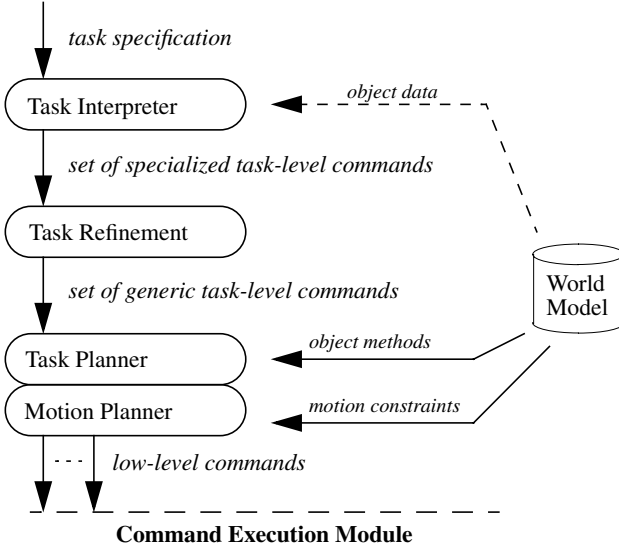 task specification
Task Interpreter
object data
set of specialized task-level commands
Task Refinement
set of generic task-level commands
World
Model
Task Planner
object methods
Motion Planner
motion constraints
low-level commands
Command Execution Module